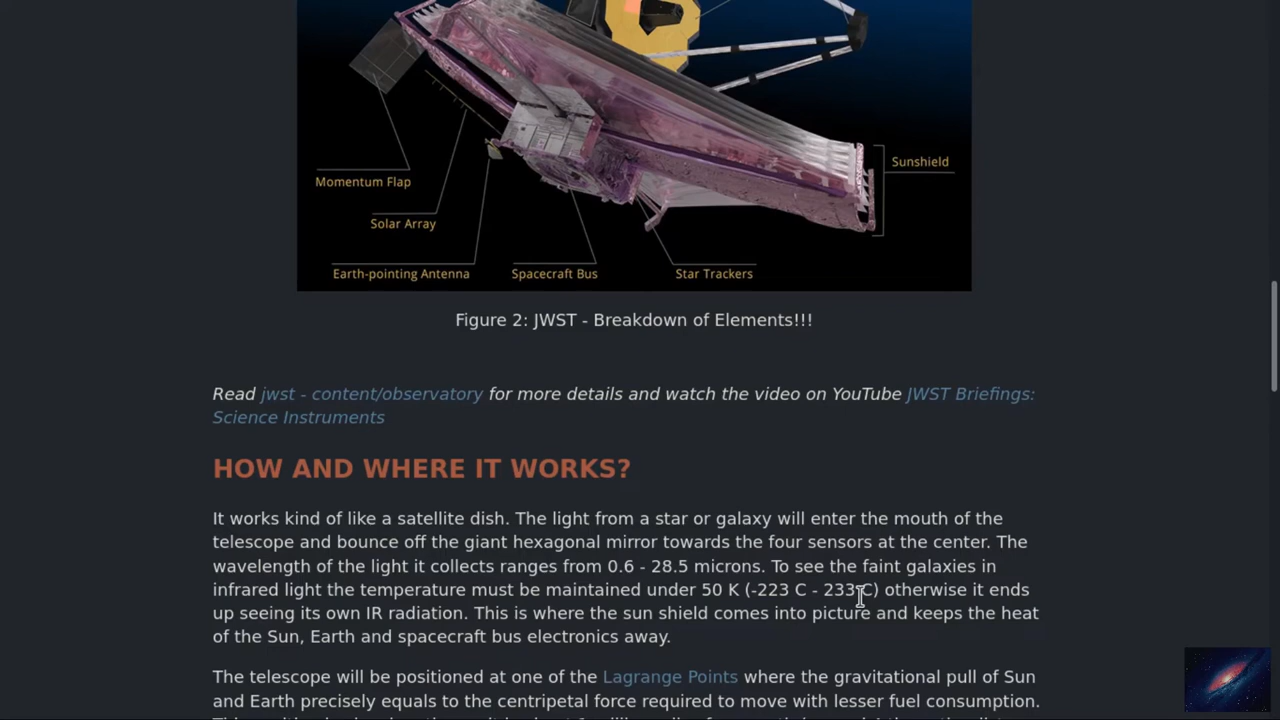 Sunshield
Momentum Flap
Solar Array
Earth-pointing Antenna
Spacecraft Bus
Star Trackers
Figure 2: JWST - Breakdown of Elements!!!
Read jwst - content/observatory for more details and watch the video on YouTube JWST Briefings:
Science Instruments
HOW AND WHERE IT WORKS?
It works kind of like a satellite dish. The light from a star or galaxy will enter the mouth of the
telescope and bounce off the giant hexagonal mirror towards the four sensors at the center. The
wavelength of the light it collects ranges from 0.6 - 28.5 microns. To see the faint galaxies in
infrared light the temperature must be maintained under 50 K (-223 C - 233 C) otherwise it ends
up seeing its own IR radiation. This is where the sun shield comes into picture and keeps the heat
of the Sun, Earth and spacecraft bus electronics away.
The telescope will be positioned at one of the Lagrange Points where the gravitational pull of Sun
and Earth precisely equals to the centripetal force required to move with lesser fuel consumption.